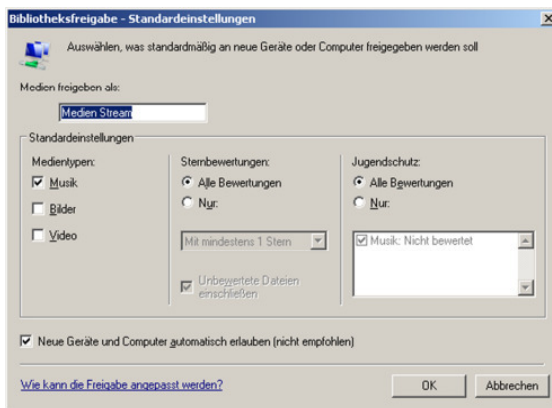 Bibliotheksfreigabe - Standardeinstellungen
Auswählen, was standardmäßig an neue Geräte oder Computer freigegeben werden soll
Medien freigeben als:
Medien Stream
Standardeinstellungen
Medientypen:
Musik
Bilder
Video
Sternbewertungen:
Alle Bewertungen
Nur:
Mit mindestens 1 Stern
Unbewertete Dateien
einschließen
Jugendschutz:
Alle Bewertungen
Nur:
Musik: Nicht bewertet
Neue Geräte und Computer automatisch erlauben (nicht empfohlen)
Wie kann die Freigabe angepasst werden?
OK
Abbrechen